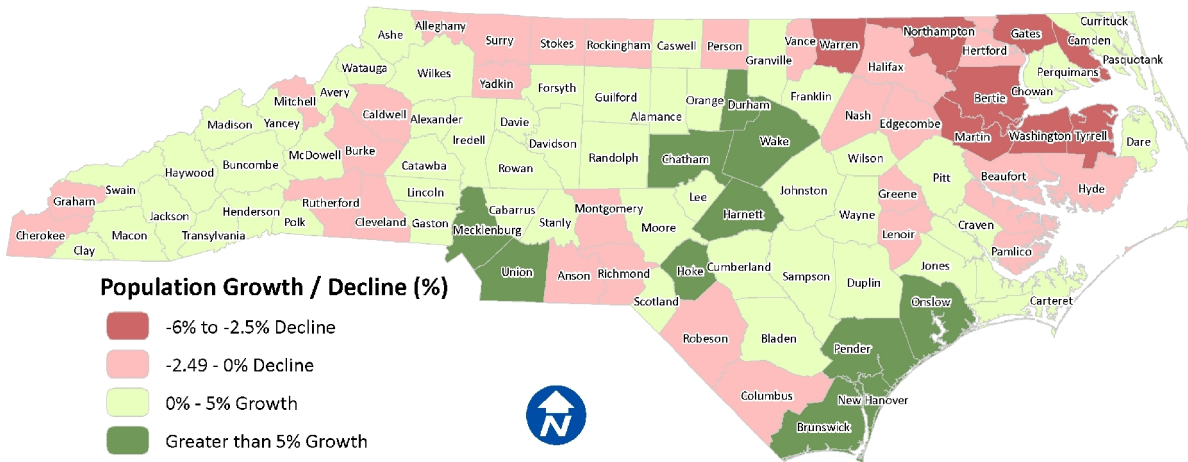 Currituck
Alleghany
Northampton
Gates
Camden
Ashe
Surry
Stokes
Rockingham
Caswell
Person
Vance
Warren
Hertford
Pasquotank
Granville
Halifax
Watauga
Wilkes
Perquimans
Yadkin
Forsyth
Franklin
Bertie
Chowan
Avery
Mitchell
Guilford
Orange
Durham
Caldwell
Alexander
Alamance
Nash
Edgecombe
Madison
Yancey
Davie
Martin
Washington
Tyrrell
Iredell
Davidson
Wake
Dare
McDowell
Burke
Buncombe
Catawba
Rowan
Randolph
Chatham
Wilson
Haywood
Pitt
Beaufort
Swain
Lincoln
Lee
Johnston
Greene
Hyde
Graham
Rutherford
Cabarrus
Montgomery
Jackson
Henderson
Polk
Cleveland
Gaston
Stanly
Moore
Harnett
Wayne
Craven
Cherokee
Macon
Transylvania
Mecklenburg
Lenoir
Clay
Pamlico
Union
Anson
Richmond
Hoke
Cumberland
Sampson
Duplin
Jones
Scotland
Onslow
Carteret
Robeson
Bladen
Pender
Columbus
New Hanover
Brunswick
Population Growth / Decline (%)
-6% to -2.5% Decline
-2.49 - 0% Decline
0% - 5% Growth
Greater than 5% Growth
N